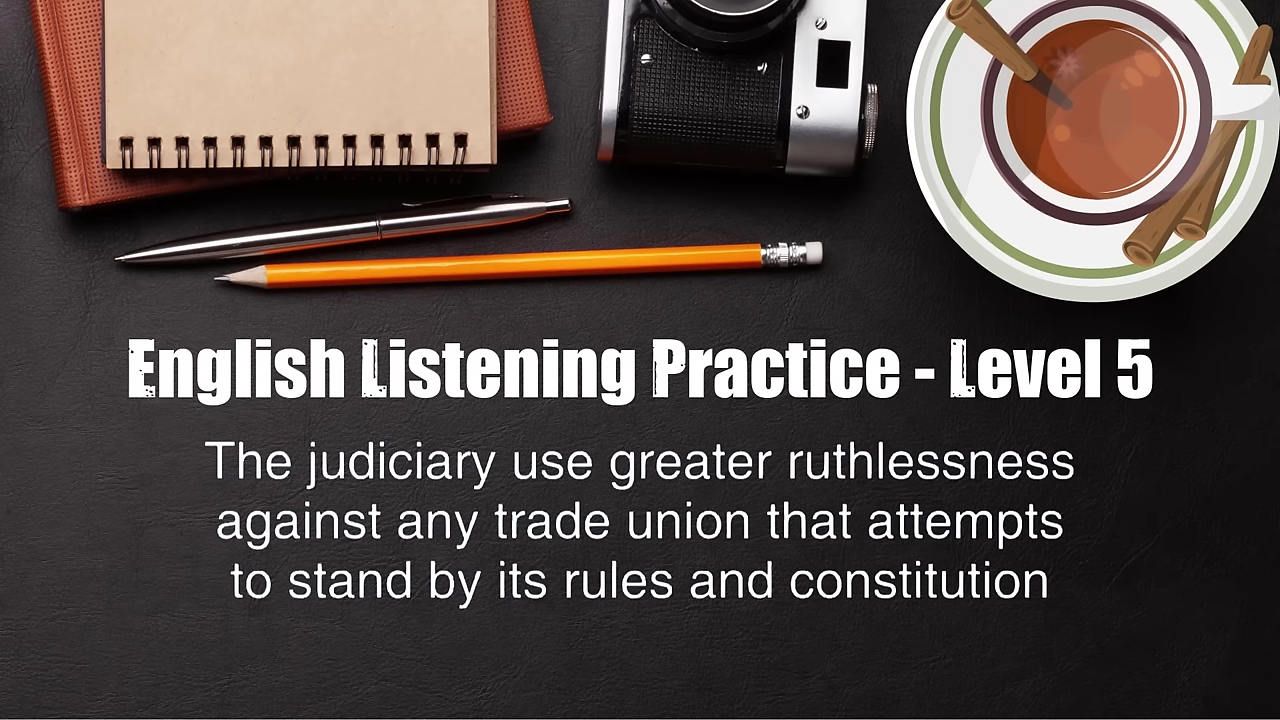 English Listening Practice - Level 5
The judiciary use greater ruthlessness
against any trade union that attempts
to stand by its rules and constitution